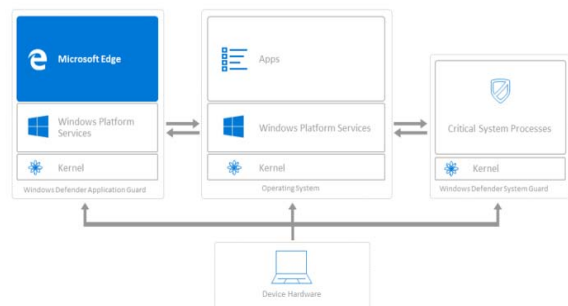 Microsoft Edge
Windows Platform
Services
Kernel
Windows Defender Application Guard
Apps
Windows Platform Services
Kernel
Operating System
Critical System Processes
Kernel
Windows Defender System Guard
Device Hardware